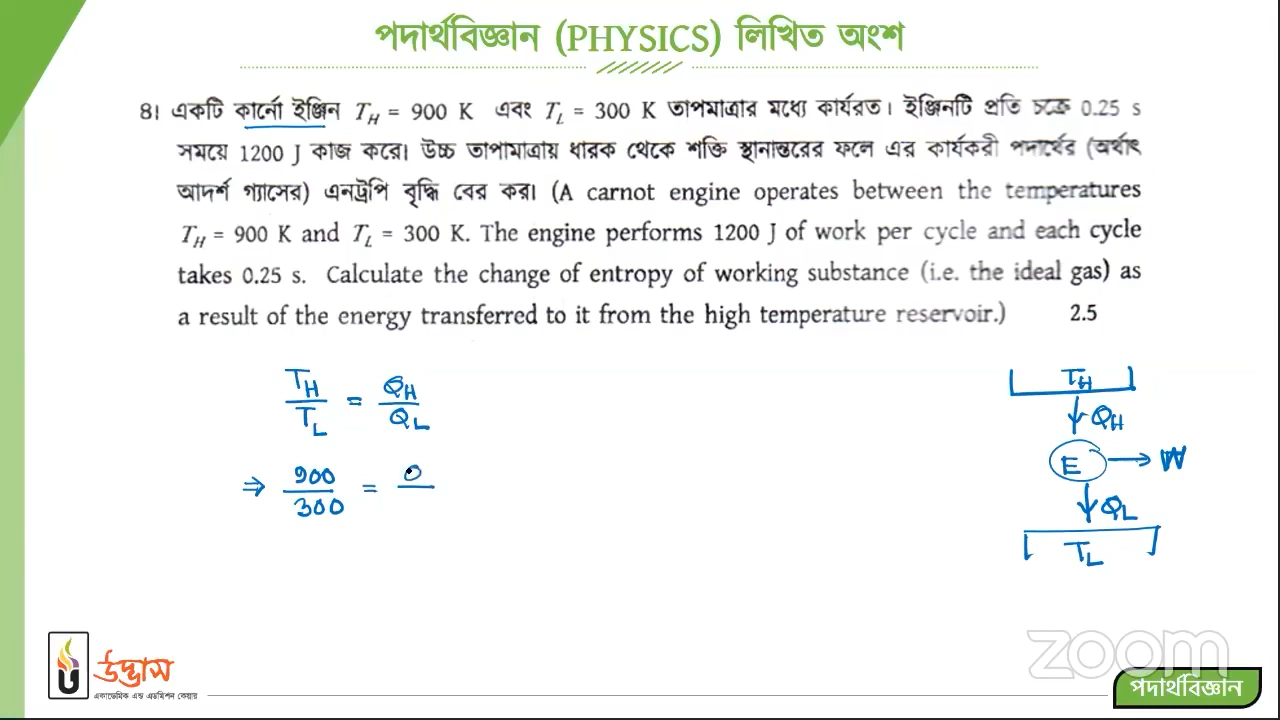 পদার্থবিজ্ঞান (PHYSICS) লিখিত অংশ
8। একটি কার্নো ইঞ্জিন T_H = 900 K এবং T_L = 300 K তাপমাত্রার মধ্যে কার্যরত। ইঞ্জিনটি প্রতি চক্রে 0.25 s
সময়ে 1200 J কাজ করে। উচ্চ তাপামাত্রায় ধারক থেকে শক্তি স্থানান্তরের ফলে এর কার্যকরী পদার্থের (অর্থাৎ
আদর্শ গ্যাসের) এনট্রপি বৃদ্ধি বের কর। (A carnot engine operates between the temperatures
T_H = 900 K and T_L = 300 K. The engine performs 1200 J of work per cycle and each cycle
takes 0.25 s. Calculate the change of entropy of working substance (i.e. the ideal gas) as
a result of the energy transferred to it from the high temperature reservoir.) 2.5
T_H / T_L = Q_H / Q_L
⇒ 900 / 300 =
T_H
Q_H
E → W
Q_L
T_L
zoom
উদ্ভাস
একাডেমিক এন্ড এডমিশন কেয়ার
পদার্থবিজ্ঞান